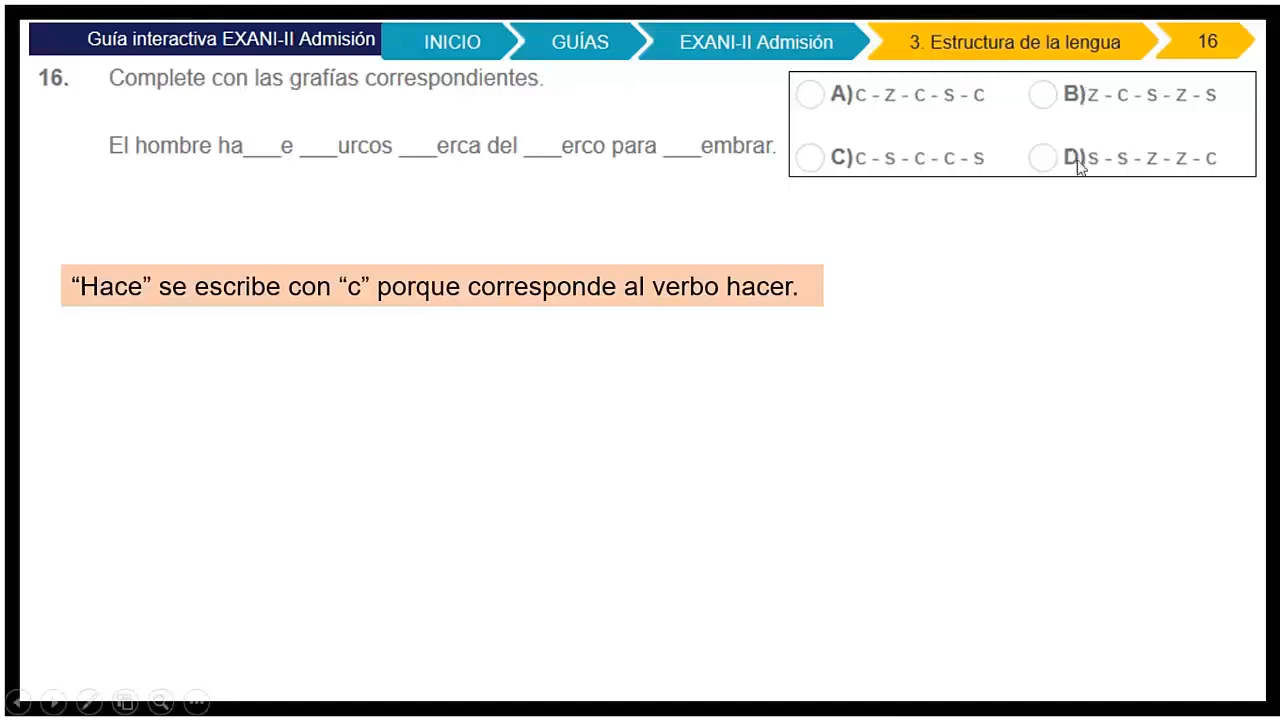 Guía interactiva EXANI-II Admisión INICIO GUÍAS EXANI-II Admisión 3. Estructura de la lengua 16
16. Complete con las grafías correspondientes.
El hombre ha___e ___urcos ___erca del ___erco para ___embrar.
A)c - z - c - s - c B)z - c - s - z - s
C)c - s - c - c - s D)s - s - z - z - c
“Hace” se escribe con “c” porque corresponde al verbo hacer.